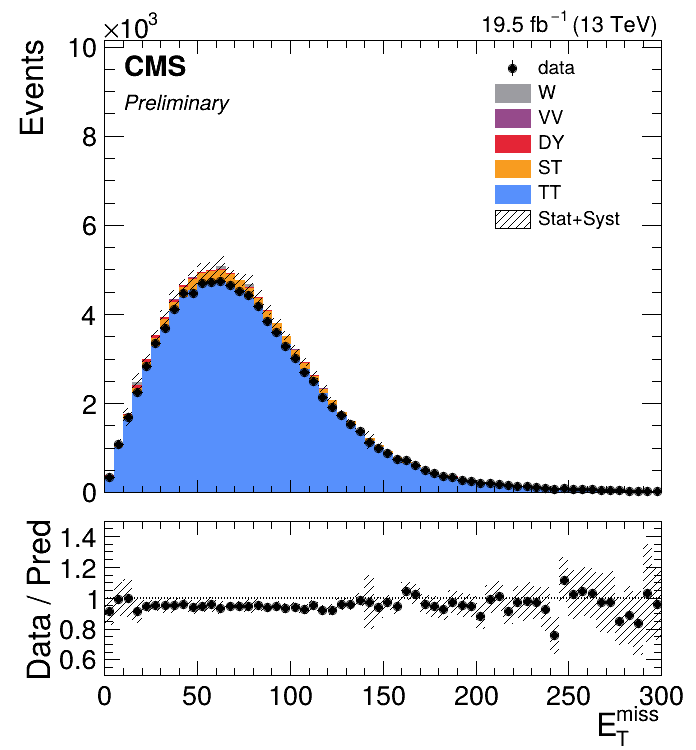 ×10³
19.5 fb⁻¹ (13 TeV)
Events
10
8
6
4
2
0
CMS
Preliminary
data
W
VV
DY
ST
TT
Stat+Syst
Data / Pred
1.4
1.2
1
0.8
0.6
0 50 100 150 200 250 300
E_T^miss